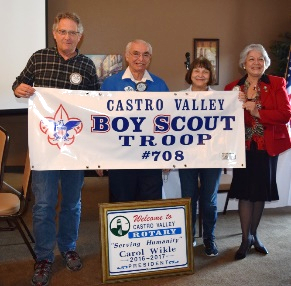 CASTRO VALLEY
BOY SCOUT
TROOP
#708
Welcome to
CASTRO VALLEY
ROTARY
"Serving Humanity"
Carol Wikle
2016-2017
PRESIDENT